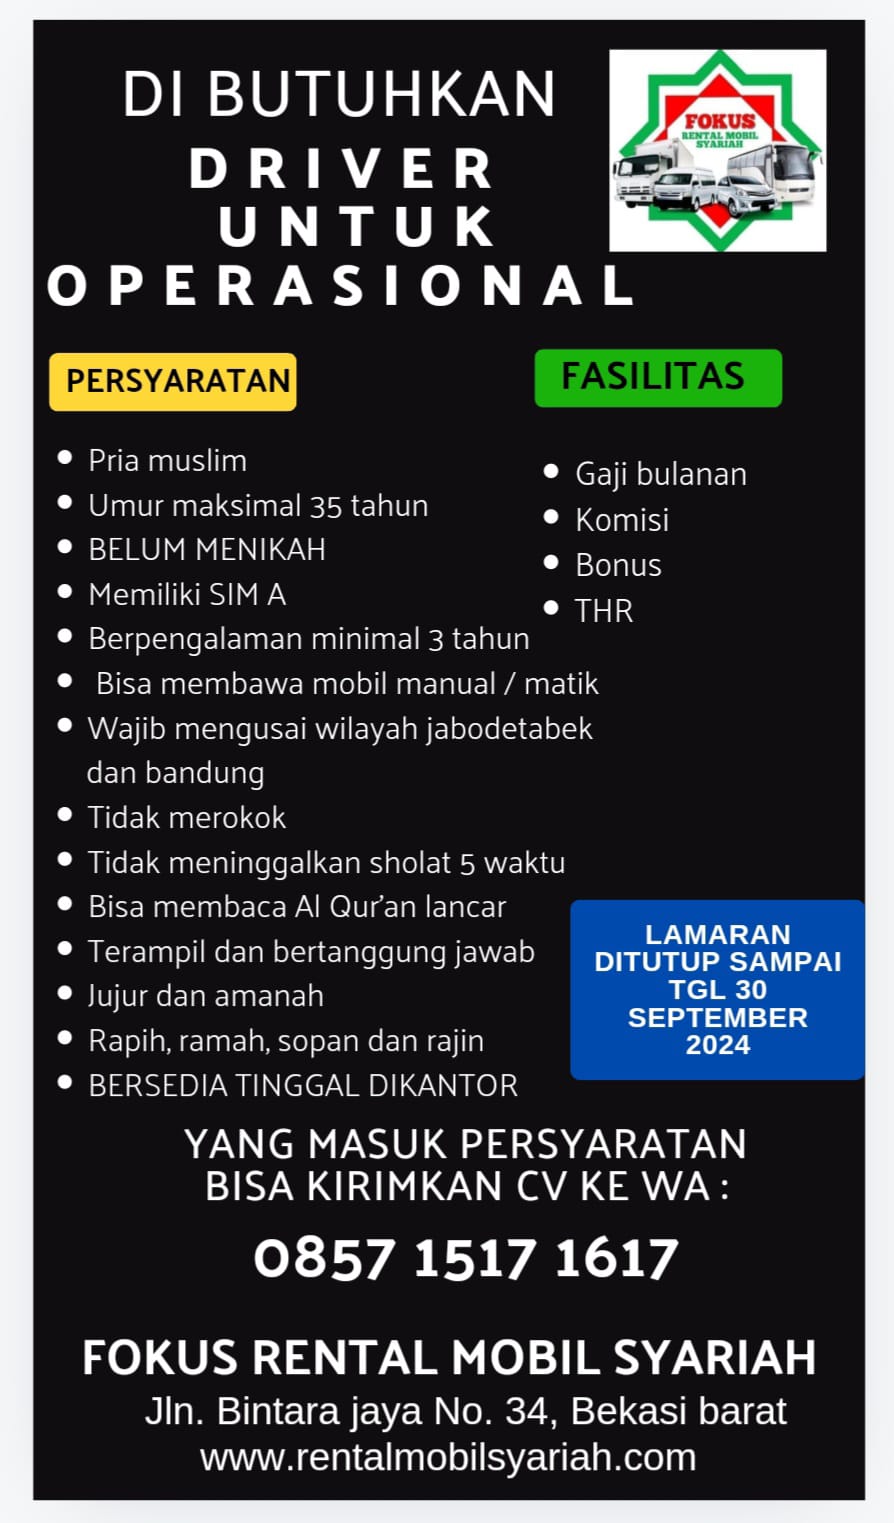 DI BUTUHKAN
DRIVER
UNTUK
OPERASIONAL
FOKUS
RENTAL MOBIL
SYARIAH
PERSYARATAN
• Pria muslim
• Umur maksimal 35 tahun
• BELUM MENIKAH
• Memiliki SIM A
• Berpengalaman minimal 3 tahun
• Bisa membawa mobil manual / matik
• Wajib mengusai wilayah jabodetabek
dan bandung
• Tidak merokok
• Tidak meninggalkan sholat 5 waktu
• Bisa membaca Al Qur'an lancar
• Terampil dan bertanggung jawab
• Jujur dan amanah
• Rapih, ramah, sopan dan rajin
• BERSEDIA TINGGAL DIKANTOR
FASILITAS
• Gaji bulanan
• Komisi
• Bonus
• THR
LAMARAN
DITUTUP SAMPAI
TGL 30
SEPTEMBER
2024
YANG MASUK PERSYARATAN
BISA KIRIMKAN CV KE WA :
0857 1517 1617
FOKUS RENTAL MOBIL SYARIAH
Jln. Bintara jaya No. 34, Bekasi barat
www.rentalmobilsyariah.com